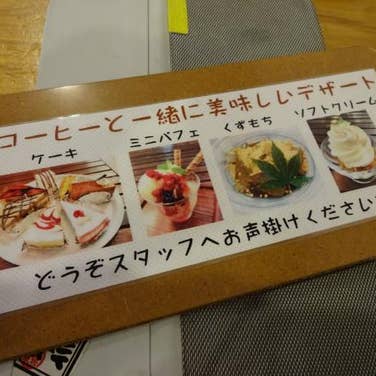 コーヒーと一緒に美味しいデザート
ケーキ
ミニパフェ
くずもち
ソフトクリーム
どうぞスタッフへお声掛けください